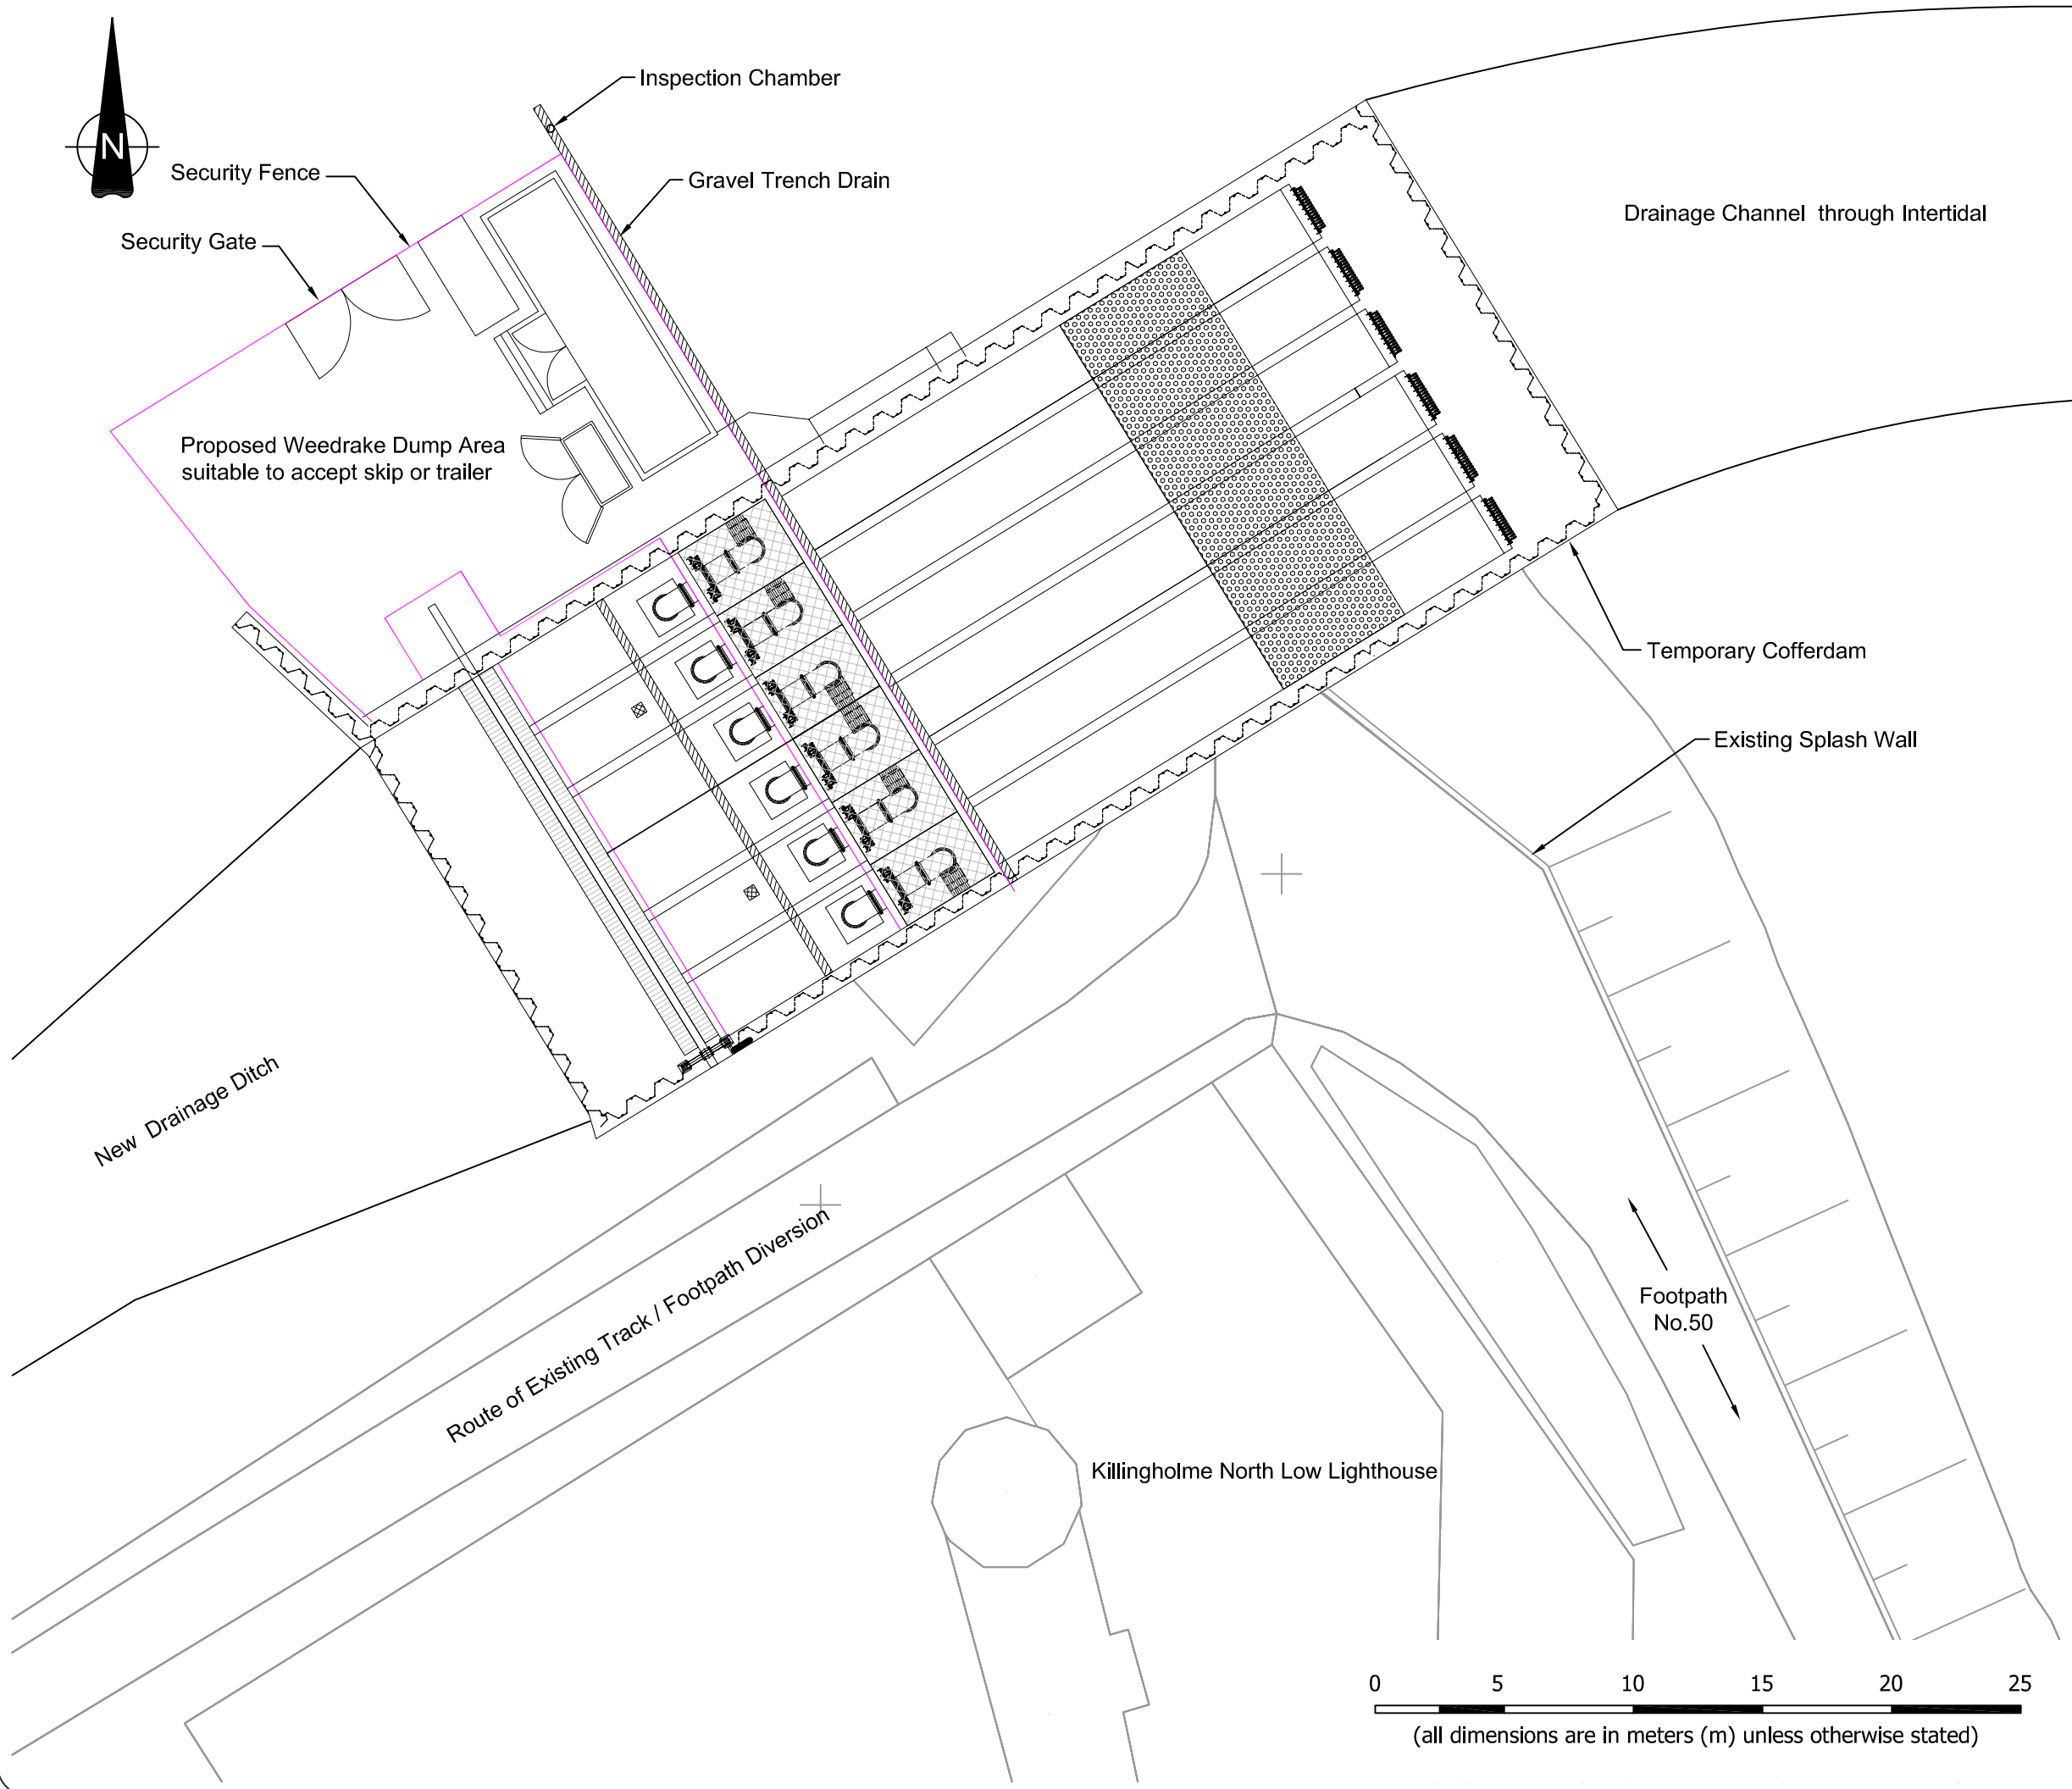 Inspection Chamber
N
Security Fence
Gravel Trench Drain
Security Gate
Drainage Channel through Intertidal
Proposed Weedrake Dump Area
suitable to accept skip or trailer
Temporary Cofferdam
Existing Splash Wall
New Drainage Ditch
Route of Existing Track / Footpath Diversion
Footpath
No.50
Killingholme North Low Lighthouse
0 5 10 15 20 25
(all dimensions are in meters (m) unless otherwise stated)